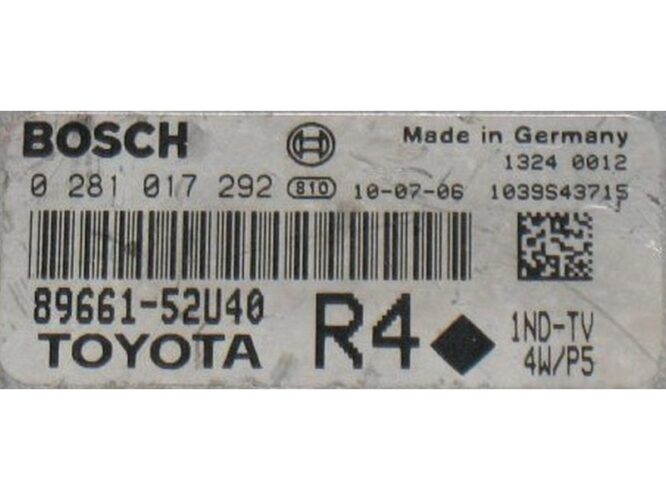 BOSCH Made in Germany
1324 0012
0 281 017 292 810 10-07-06 1039S43715
89661-52U40 R4 1ND-TV
TOYOTA 4W/P5